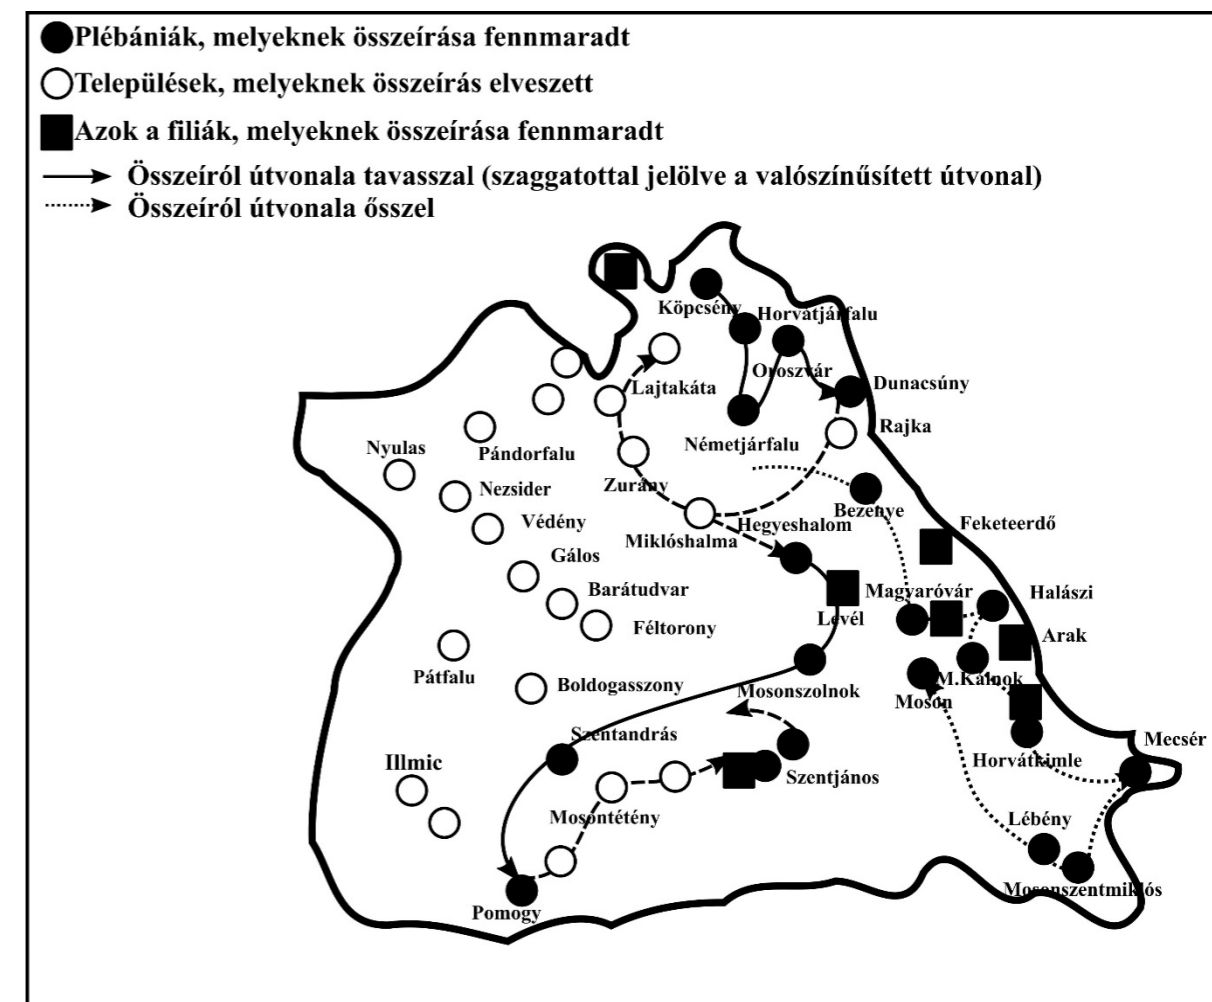 Plébániák, melyeknek összeírása fennmaradt
Települések, melyeknek összeírás elveszett
Azok a filiák, melyeknek összeírása fennmaradt
Összeíról útvonala tavasszal (szaggatottal jelölve a valószínűsített útvonal)
Összeíról útvonala ősszel
Köpcsény
Horvátjárfalu
Oroszvár
Dunacsúny
Lajtakáta
Rajka
Németjárfalu
Nyulas
Pándorfalu
Zurány
Nezsider
Bezenye
Védény
Hegyeshalom
Feketeerdő
Miklóshalma
Gálos
Barátudvar
Magyaróvár
Halászi
Levél
Féltorony
Arak
Pátfalu
M.Kálnok
Boldogasszony
Mosonszolnok
Moson
Szentandrás
Mecsér
Illmic
Horvátkimle
Szentjános
Mosontétény
Lébény
Mosonszentmiklós
Pomogy